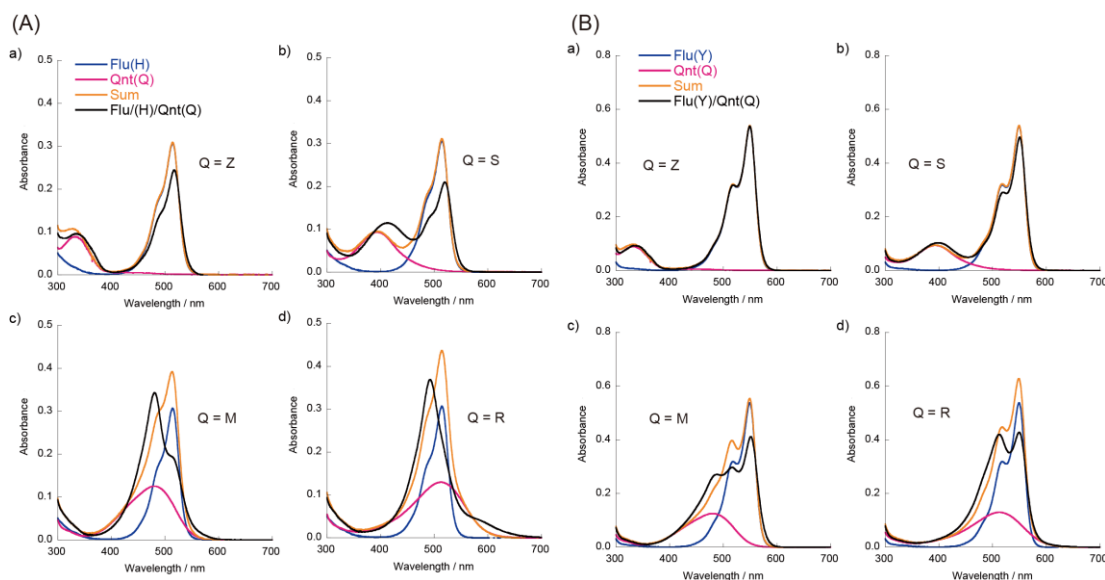 (A)
a)
Flu(H)
Qnt(Q)
Sum
Flu/(H)/Qnt(Q)
Q = Z
Absorbance
0.5
0.4
0.3
0.2
0.1
0.0
300 400 500 600 700
Wavelength / nm
b)
Q = S
Absorbance
0.5
0.4
0.3
0.2
0.1
0.0
300 400 500 600 700
Wavelength / nm
c)
Q = M
Absorbance
0.5
0.4
0.3
0.2
0.1
0.0
300 400 500 600 700
Wavelength / nm
d)
Q = R
Absorbance
0.5
0.4
0.3
0.2
0.1
0.0
300 400 500 600 700
Wavelength / nm
(B)
a)
Flu(Y)
Qnt(Q)
Sum
Flu(Y)/Qnt(Q)
Q = Z
Absorbance
0.8
0.6
0.4
0.2
0.0
300 400 500 600 700
Wavelength / nm
b)
Q = S
Absorbance
0.8
0.6
0.4
0.2
0.0
300 400 500 600 700
Wavelength / nm
c)
Q = M
Absorbance
0.8
0.6
0.4
0.2
0.0
300 400 500 600 700
Wavelength / nm
d)
Q = R
Absorbance
0.8
0.6
0.4
0.2
0.0
300 400 500 600 700
Wavelength / nm